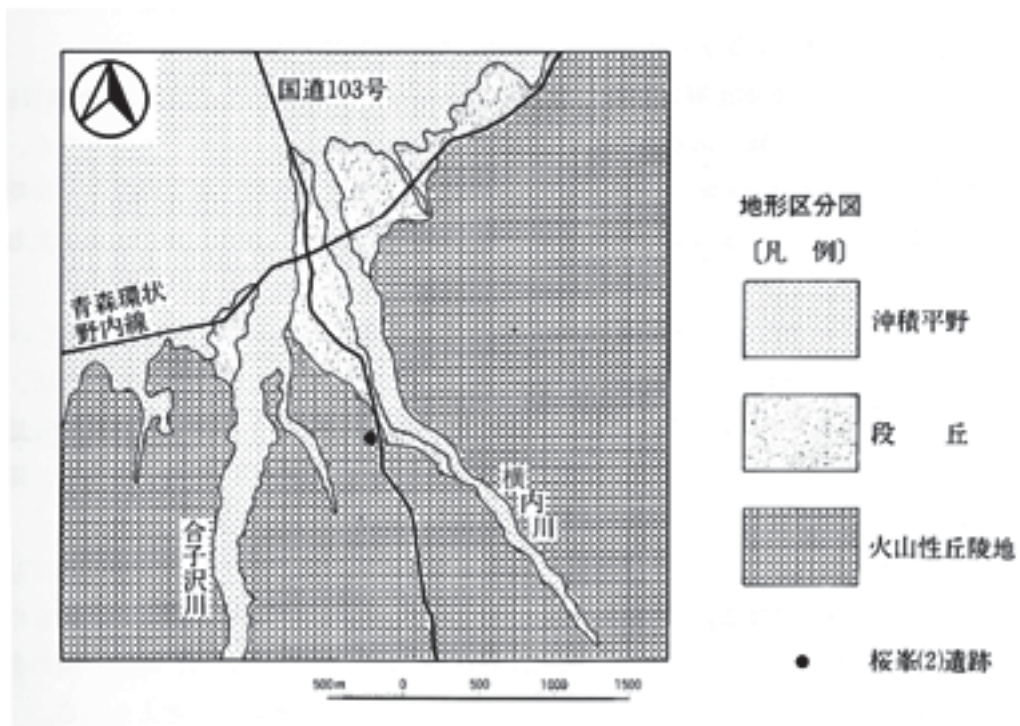 国道103号
青森環状
野内線
合子沢川
横内川
地形区分図
〔凡 例〕
沖積平野
段 丘
火山性丘陵地
桜峯(2)遺跡
500m 0 500 1000 1500